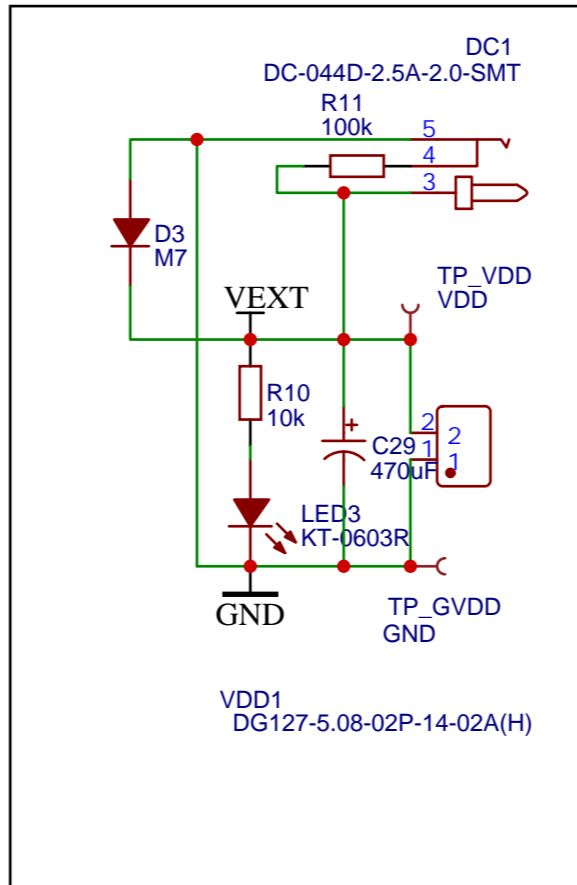 DC1
DC-044D-2.5A-2.0-SMT
R11
100k
5
4
3
D3
M7
TP_VDD
VDD
VEXT
R10
10k
2
2
1
1
C29
470uF
LED3
KT-0603R
TP_GVDD
GND
GND
VDD1
DG127-5.08-02P-14-02A(H)